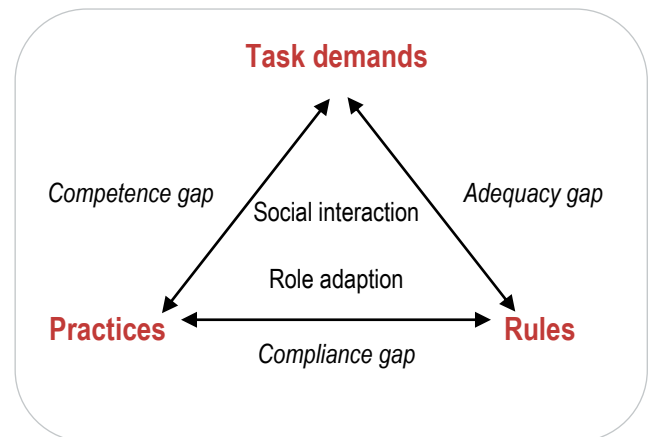 Task demands
Competence gap
Adequacy gap
Social interaction
Role adaption
Practices
Rules
Compliance gap